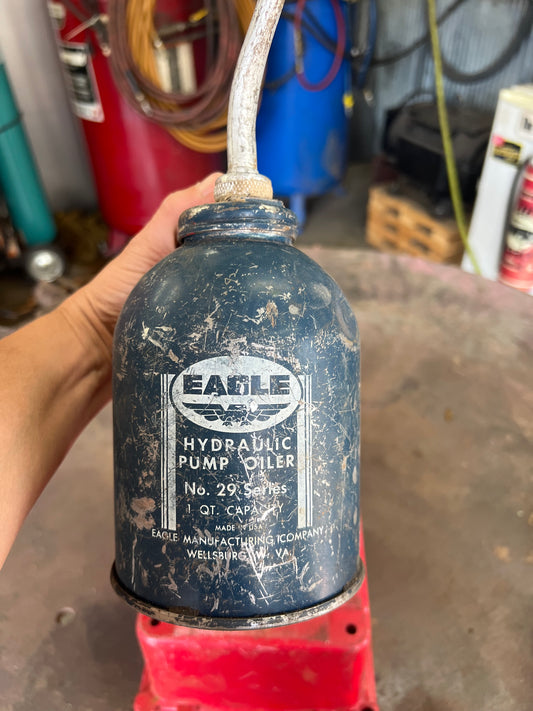 EAGLE
HYDRAULIC
PUMP OILER
No. 29 Series
1 QT. CAPACITY
MADE IN USA
EAGLE MANUFACTURING COMPANY
WELLSBURG, W. VA.